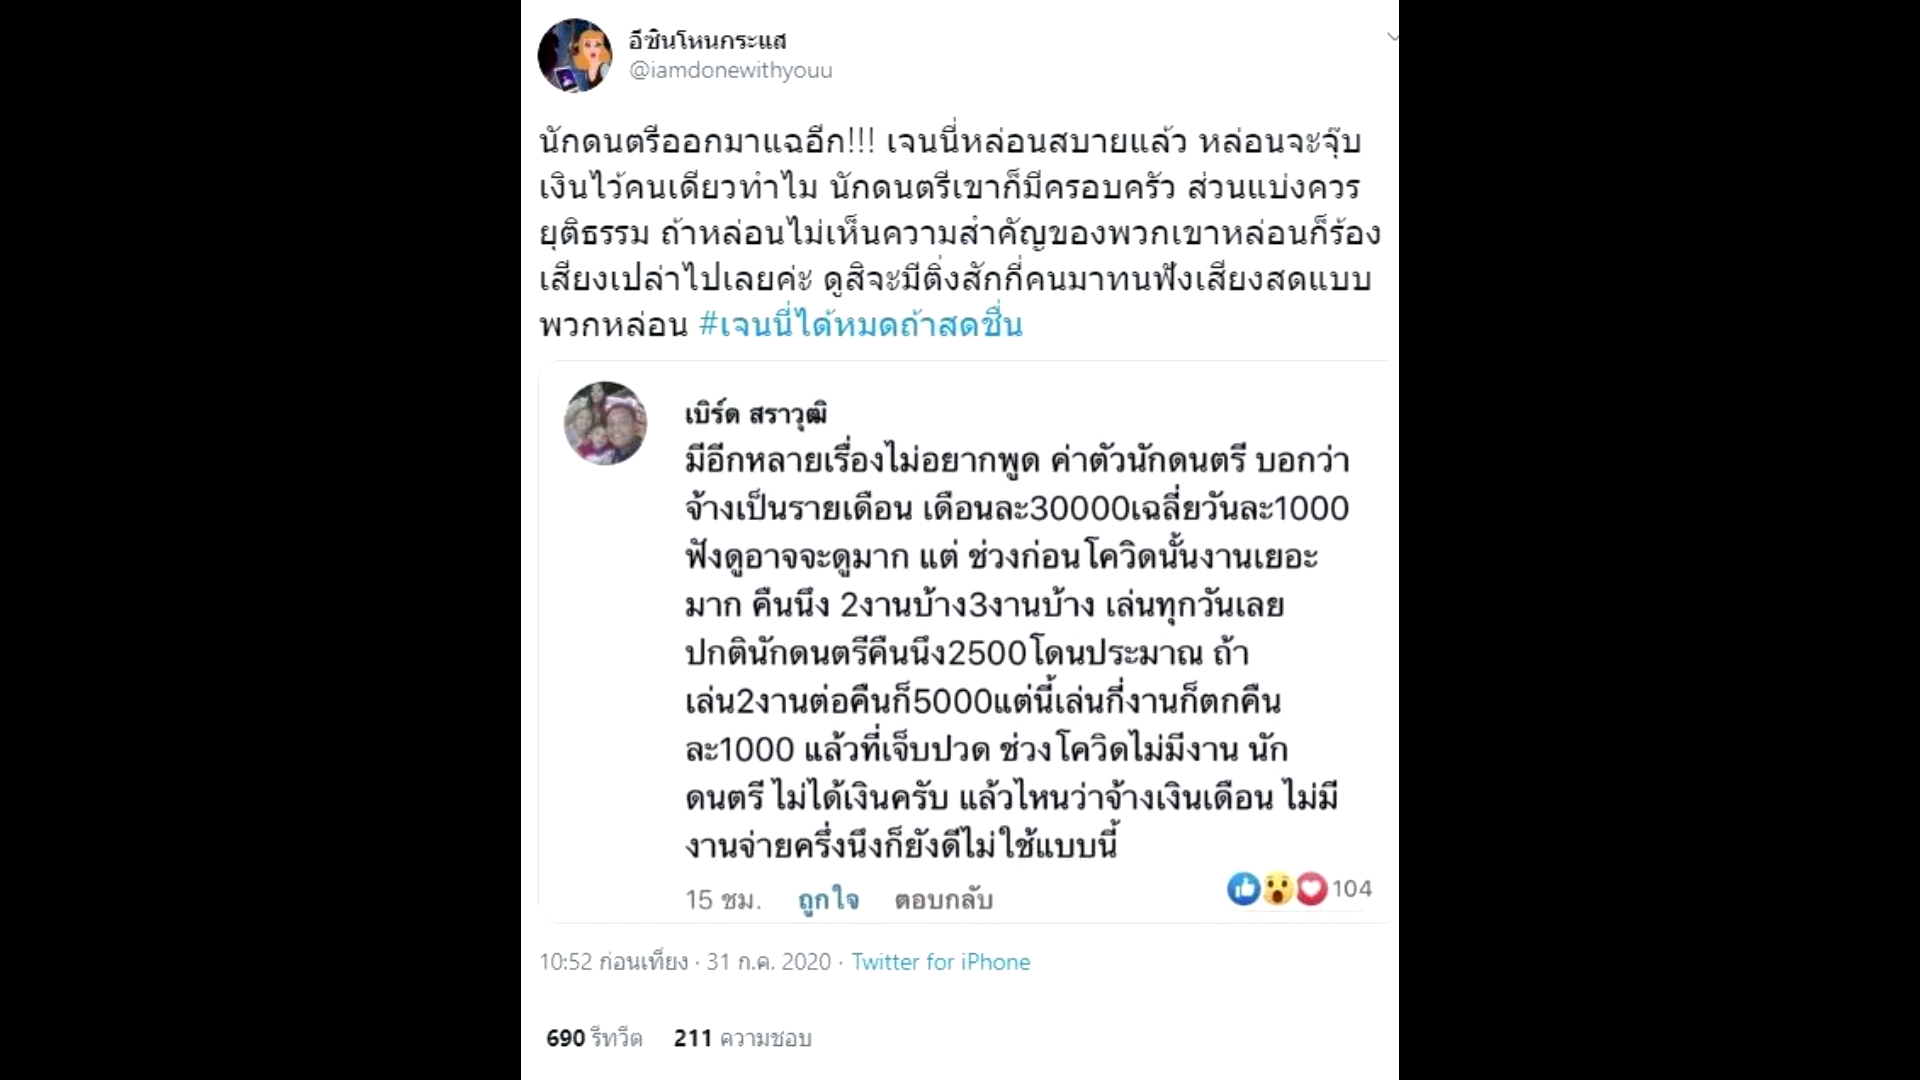 อีซินโหนกระแส
@iamdonewithyouu
นักดนตรีออกมาแฉอีก!!! เจนนี่หล่อนสบายแล้ว หล่อนจะจุ๊บ
เงินไว้คนเดียวทำไม นักดนตรีเขาก็มีครอบครัว ส่วนแบ่งควร
ยุติธรรม ถ้าหล่อนไม่เห็นความสำคัญของพวกเขาหล่อนก็ร้อง
เสียงเปล่าไปเลยค่ะ ดูสิจะมีติ่งสักกี่คนมาทนฟังเสียงสดแบบ
พวกหล่อน #เจนนี่ได้หมดถ้าสดชื่น
เบิร์ด สราวุฒิ
มีอีกหลายเรื่องไม่อยากพูด ค่าตัวนักดนตรี บอกว่า
จ้างเป็นรายเดือน เดือนละ30000เฉลี่ยวันละ1000
ฟังดูอาจจะดูมาก แต่ ช่วงก่อนโควิดนั้นงานเยอะ
มาก คืนนึง 2งานบ้าง3งานบ้าง เล่นทุกวันเลย
ปกตินักดนตรีคืนนึง2500โดนประมาณ ถ้า
เล่น2งานต่อคืนก็5000แต่นี้เล่นกี่งานก็ตกคืน
ละ1000 แล้วที่เจ็บปวด ช่วงโควิดไม่มีงาน นัก
ดนตรี ไม่ได้เงินครับ แล้วไหนว่าจ้างเงินเดือน ไม่มี
งานจ่ายครึ่งนึงก็ยังดีไม่ใช้แบบนี้
15 ชม. ถูกใจ ตอบกลับ 104
10:52 ก่อนเที่ยง · 31 ก.ค. 2020 · Twitter for iPhone
690 รีทวีต 211 ความชอบ